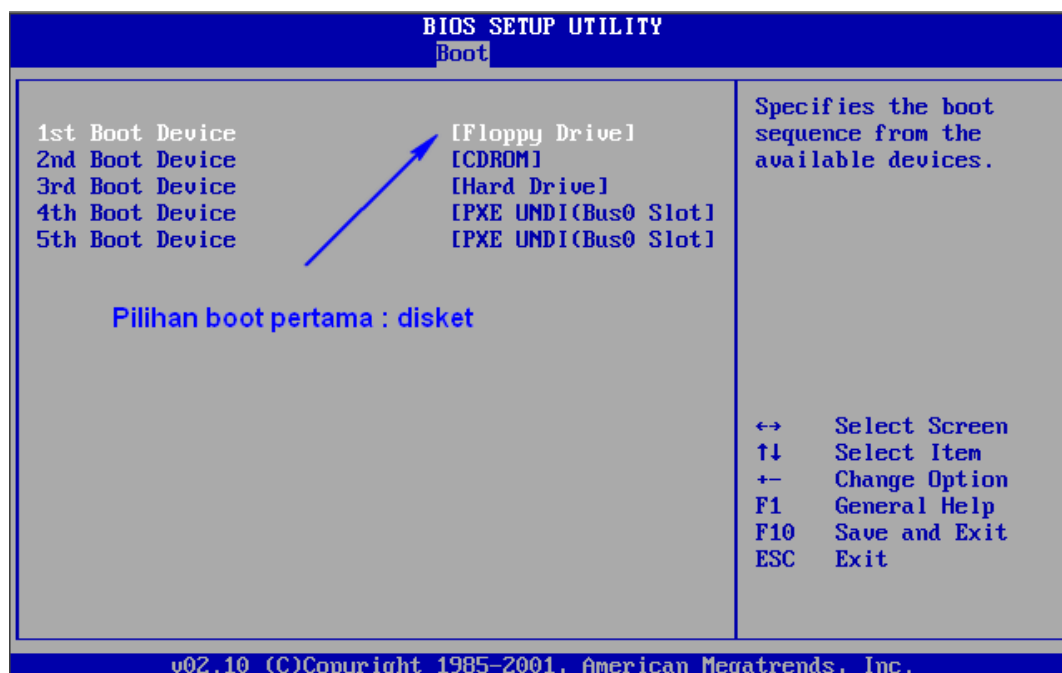 BIOS SETUP UTILITY
Boot
1st Boot Device [Floppy Drive]
2nd Boot Device [CDROM]
3rd Boot Device [Hard Drive]
4th Boot Device [PXE UNDI(Bus0 Slot]
5th Boot Device [PXE UNDI(Bus0 Slot]
Pilihan boot pertama : disket
Specifies the boot
sequence from the
available devices.
↔ Select Screen
↑↓ Select Item
+- Change Option
F1 General Help
F10 Save and Exit
ESC Exit
v02.10 (C)Copyright 1985-2001, American Megatrends, Inc.